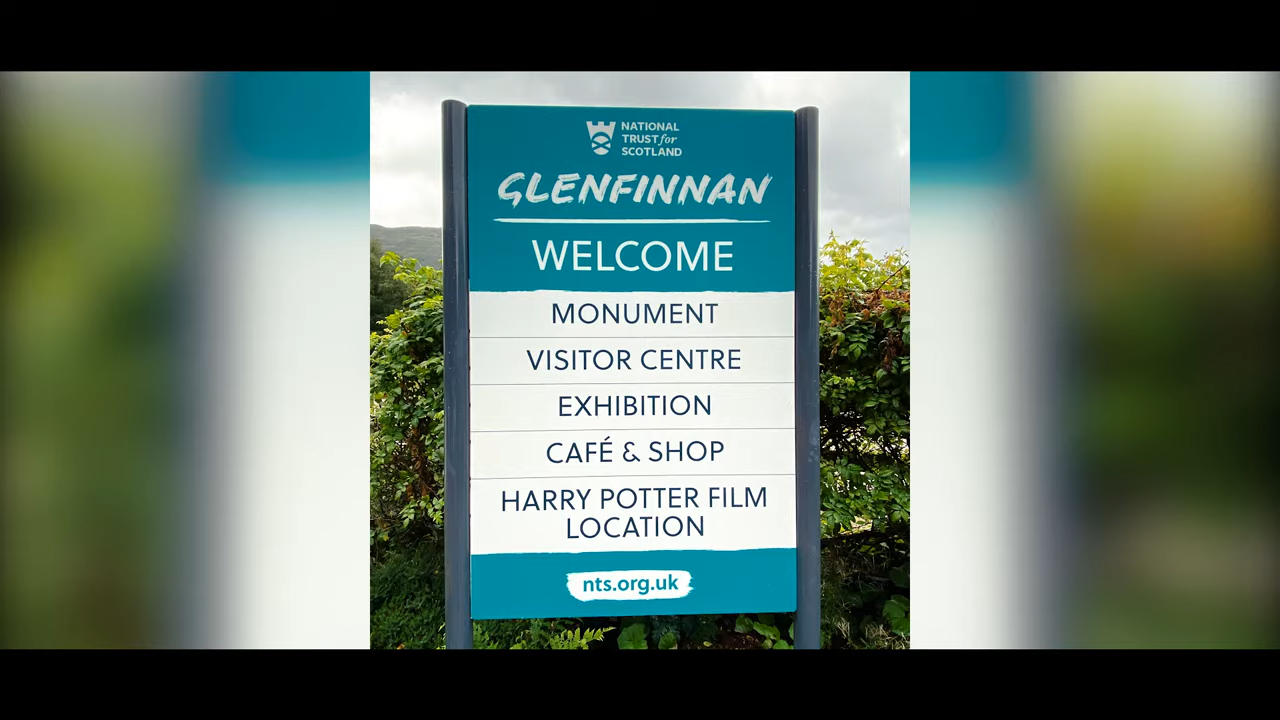 NATIONAL
TRUST for
SCOTLAND
GLENFINNAN
WELCOME
MONUMENT
VISITOR CENTRE
EXHIBITION
CAFÉ & SHOP
HARRY POTTER FILM
LOCATION
nts.org.uk